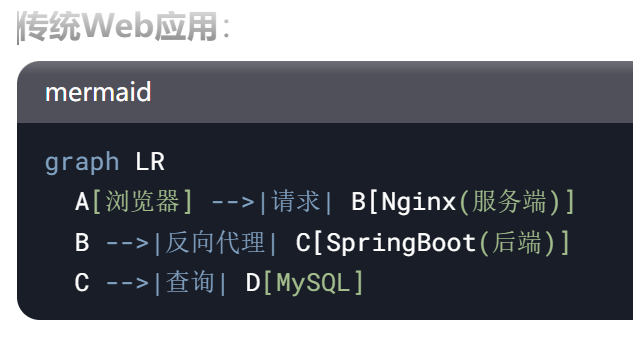 传统Web应用：
mermaid
graph LR
A[浏览器] -->|请求| B[Nginx(服务端)]
B -->|反向代理| C[SpringBoot(后端)]
C -->|查询| D[MySQL]